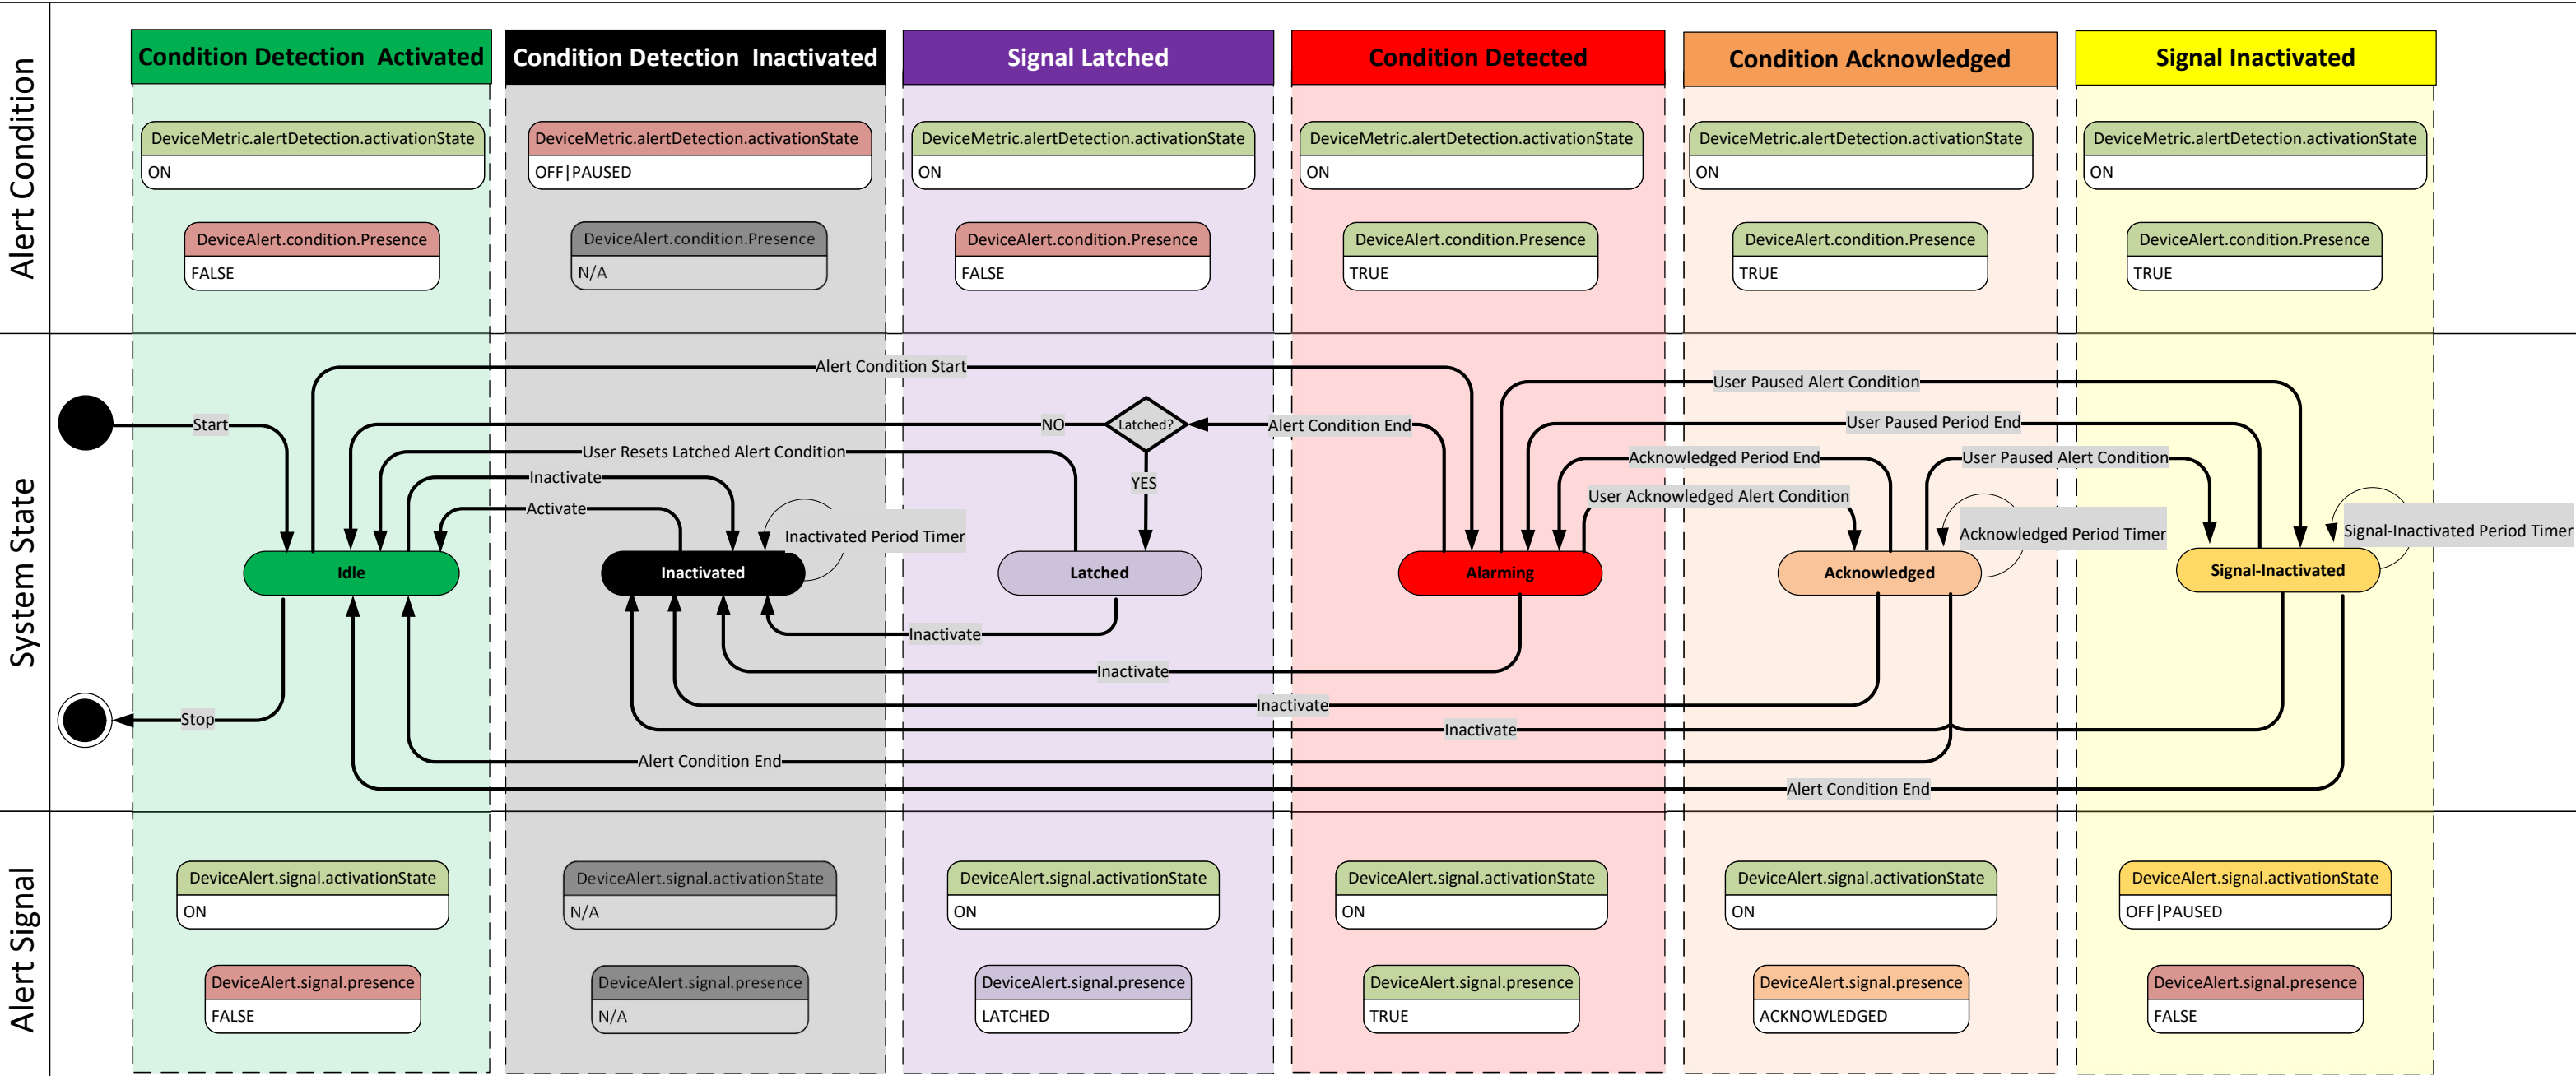 Condition Detection  Activated
Condition Detection  Inactivated
Signal Latched
Condition Detected
Condition Acknowledged
Signal Inactivated
Alert Condition
DeviceMetric.alertDetection.activationState
ON
DeviceMetric.alertDetection.activationState
OFF|PAUSED
DeviceMetric.alertDetection.activationState
ON
DeviceMetric.alertDetection.activationState
ON
DeviceMetric.alertDetection.activationState
ON
DeviceMetric.alertDetection.activationState
ON
DeviceAlert.condition.Presence
FALSE
DeviceAlert.condition.Presence
N/A
DeviceAlert.condition.Presence
FALSE
DeviceAlert.condition.Presence
TRUE
DeviceAlert.condition.Presence
TRUE
DeviceAlert.condition.Presence
TRUE
System State
Alert Condition Start
User Paused Alert Condition
Start
NO
Latched?
Alert Condition End
User Paused Period End
User Resets Latched Alert Condition
Acknowledged Period End
User Paused Alert Condition
Inactivate
YES
User Acknowledged Alert Condition
Activate
Inactivated Period Timer
Acknowledged Period Timer
Signal-Inactivated Period Timer
Idle
Inactivated
Latched
Alarming
Acknowledged
Signal-Inactivated
Inactivate
Inactivate
Inactivate
Stop
Inactivate
Alert Condition End
Alert Condition End
Alert Signal
DeviceAlert.signal.activationState
ON
DeviceAlert.signal.activationState
N/A
DeviceAlert.signal.activationState
ON
DeviceAlert.signal.activationState
ON
DeviceAlert.signal.activationState
ON
DeviceAlert.signal.activationState
OFF|PAUSED
DeviceAlert.signal.presence
FALSE
DeviceAlert.signal.presence
N/A
DeviceAlert.signal.presence
LATCHED
DeviceAlert.signal.presence
TRUE
DeviceAlert.signal.presence
ACKNOWLEDGED
DeviceAlert.signal.presence
FALSE